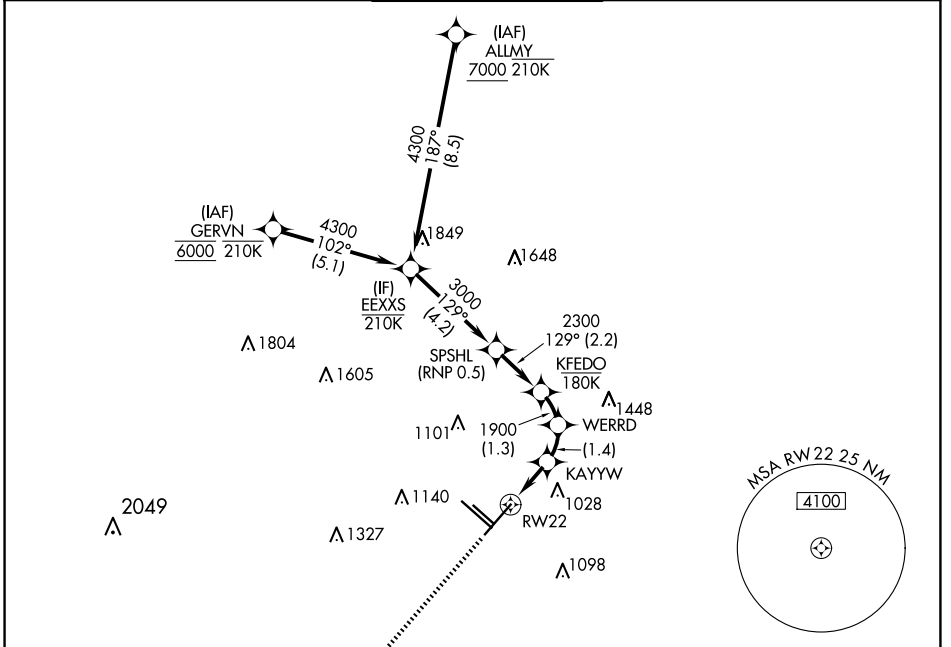 (IAF)
ALLMY
7000 210K
4300
187°
(8.5)
(IAF)
GERVN
6000 210K
4300
102°
(5.1)
1849
1648
(IF)
EEXXS
210K
3000
129°
(4.2)
2300
129° (2.2)
1804
SPSHL
(RNP 0.5)
KFEDO
180K
1605
1448
1101
1900
(1.3)
WERRD
(1.4)
KAYYW
1140
1028
RW22
2049
1327
1098
MSA RW22 25 NM
4100